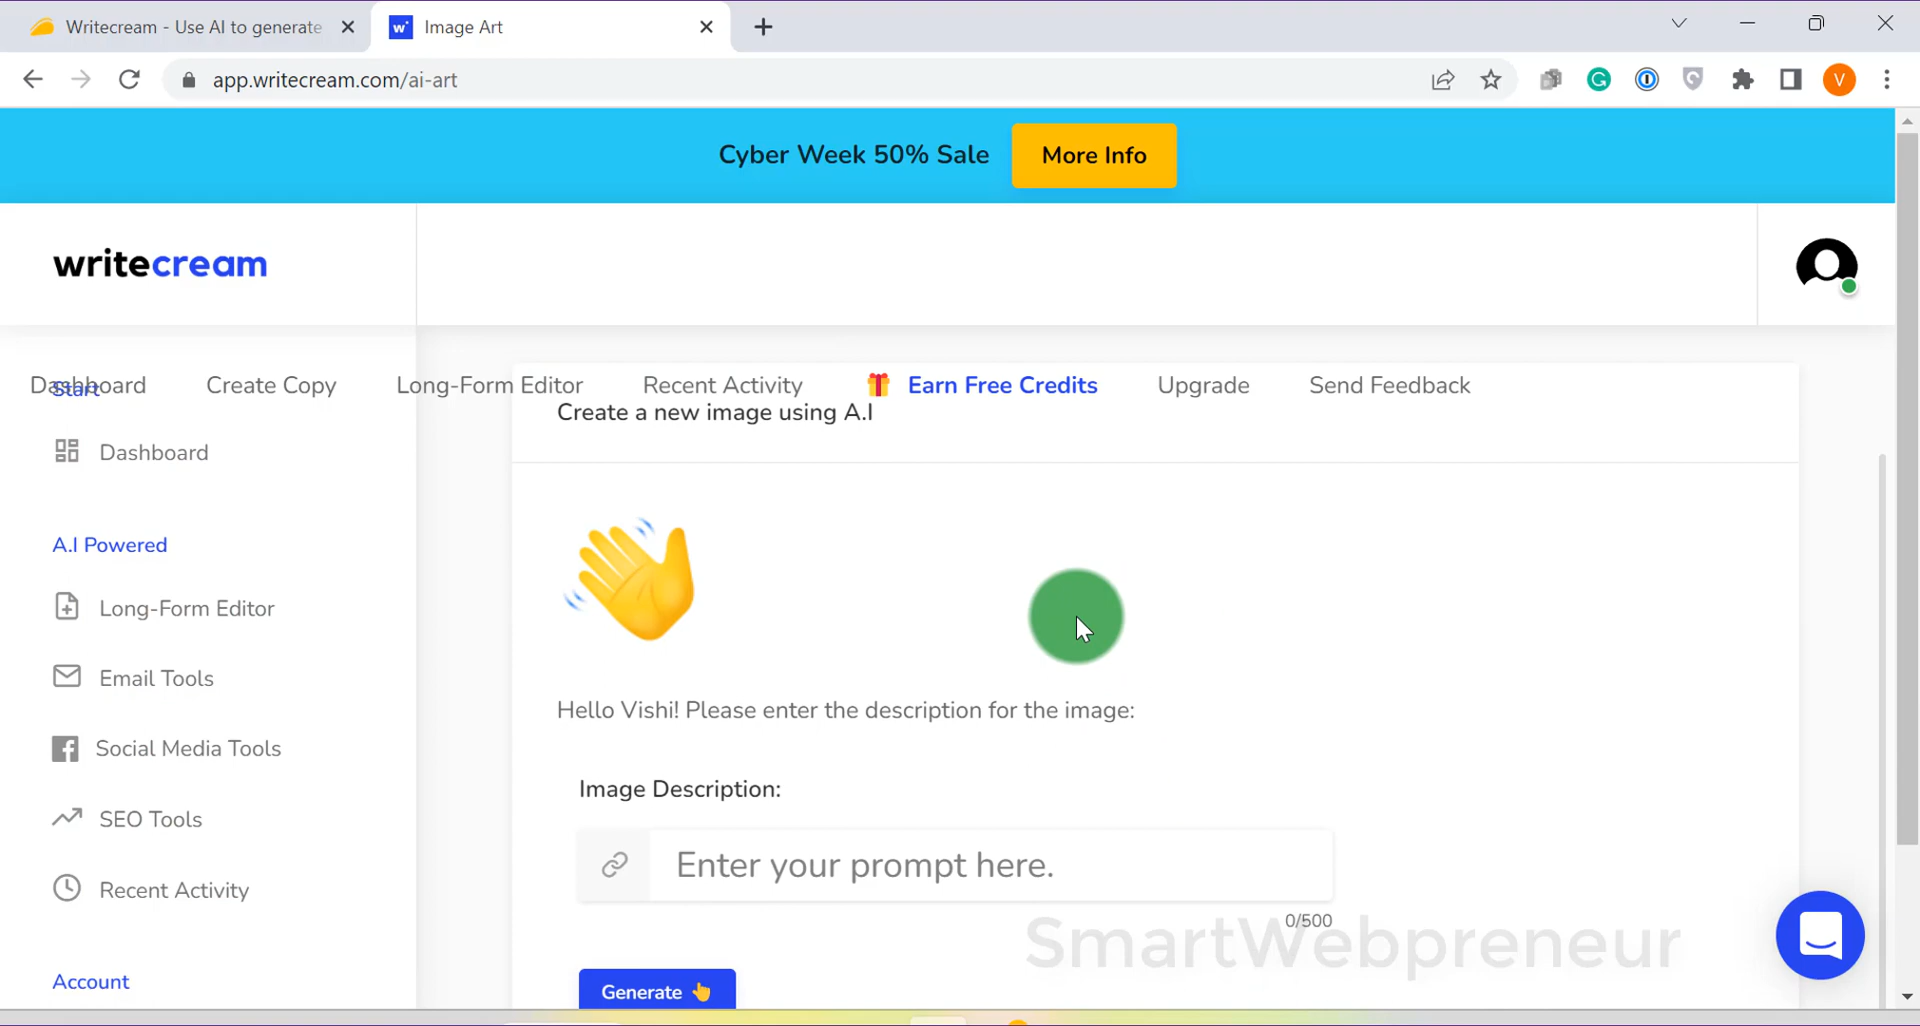 Writecream - Use AI to generate
Image Art
app.writecream.com/ai-art
V
Cyber Week 50% Sale
More Info
writecream
Dashboard
Start
Create Copy
Long-Form Editor
Recent Activity
Earn Free Credits
Upgrade
Send Feedback
Create a new image using A.I
Dashboard
A.I Powered
Long-Form Editor
Email Tools
Social Media Tools
SEO Tools
Recent Activity
Account
Hello Vishi! Please enter the description for the image:
Image Description:
Enter your prompt here.
0/500
SmartWebpreneur
Generate